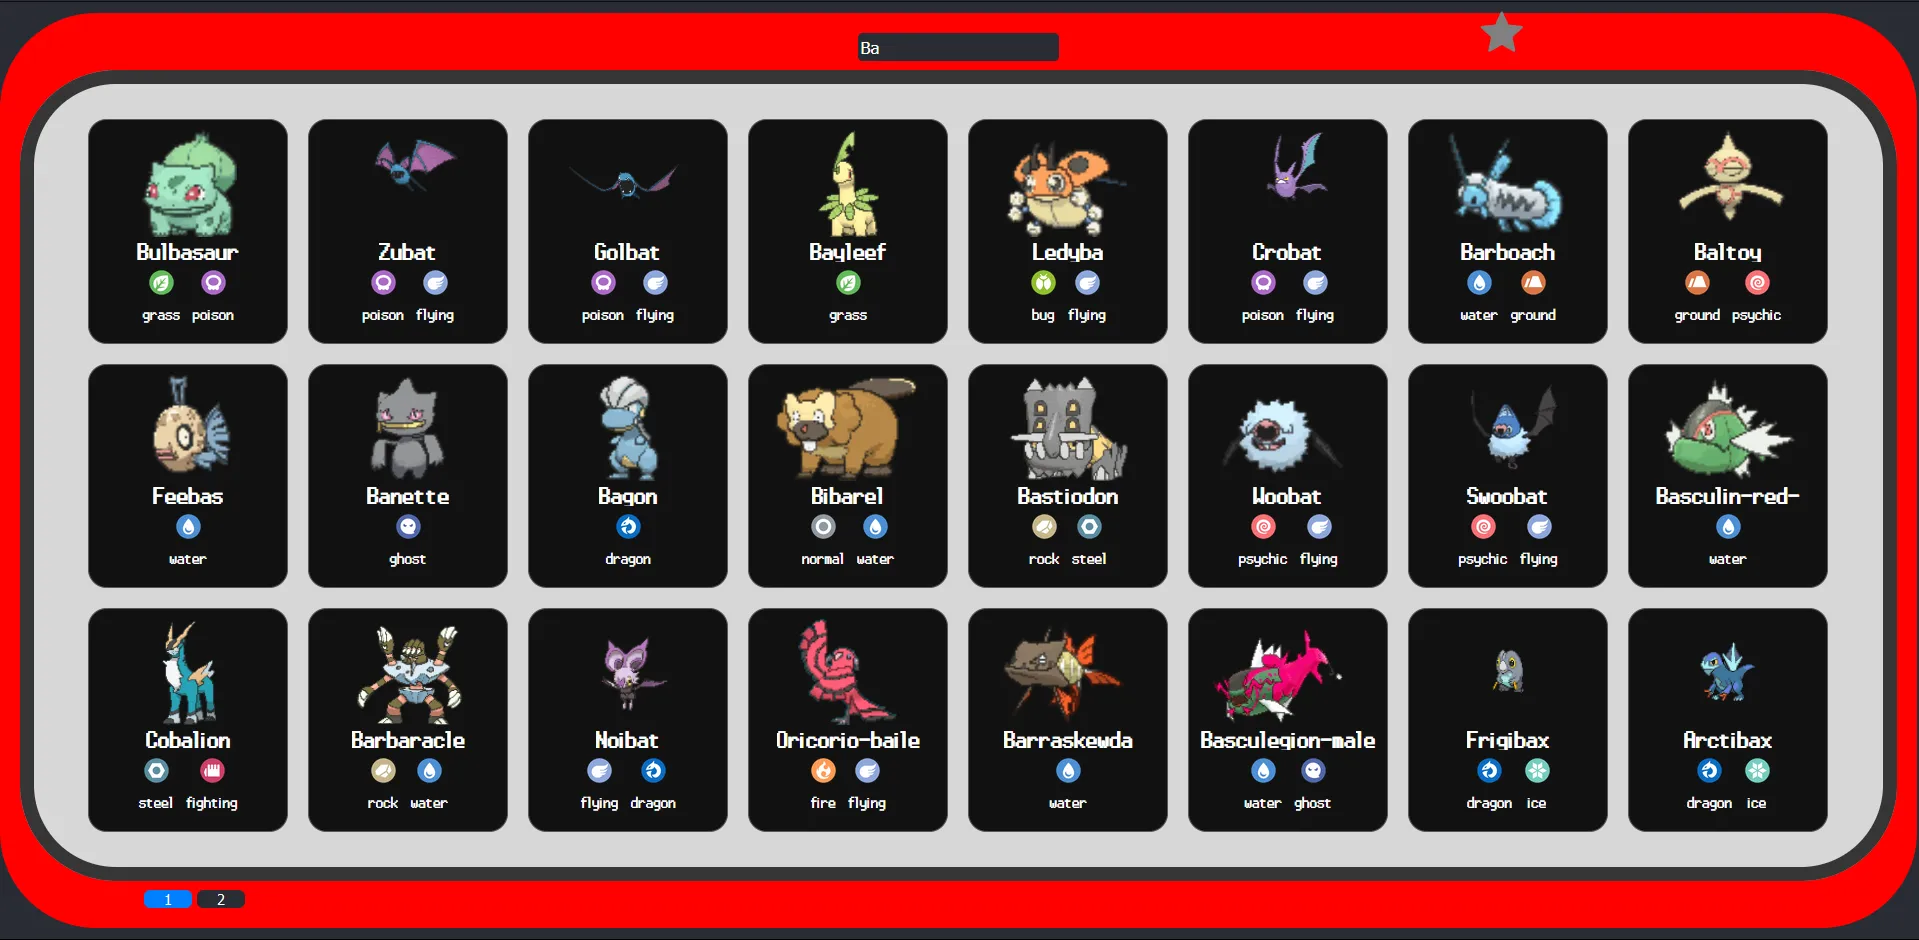 Ba
Bulbasaur
grass poison
Zubat
poison flying
Golbat
poison flying
Bayleef
grass
Ledyba
bug flying
Crobat
poison flying
Barboach
water ground
Baltoy
ground psychic
Feebas
water
Banette
ghost
Bagon
dragon
Bibarel
normal water
Bastiodon
rock steel
Woobat
psychic flying
Swoobat
psychic flying
Basculin-red-
water
Cobalion
steel fighting
Barbaracle
rock water
Noibat
flying dragon
Oricorio-baile
fire flying
Barraskewda
water
Basculegion-male
water ghost
Frigibax
dragon ice
Arctibax
dragon ice
1 2